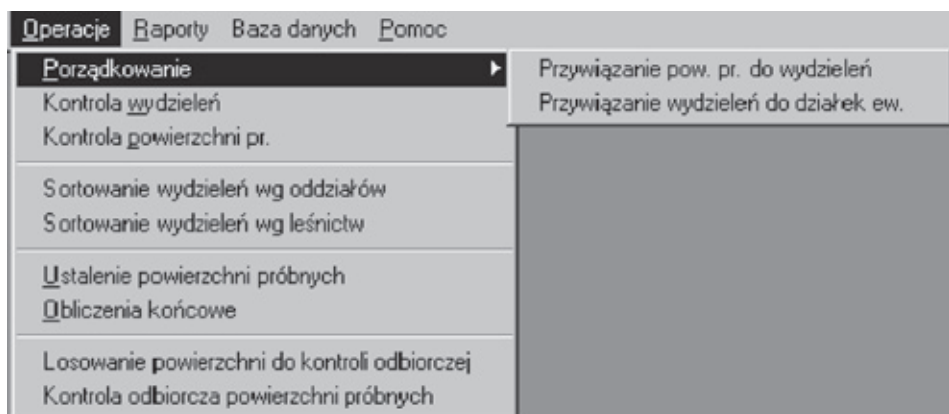 Operacje Raporty Baza danych Pomoc
Porządkowanie
Przywiązanie pow. pr. do wydzieleń
Kontrola wydzieleń
Przywiązanie wydzieleń do działek ew.
Kontrola powierzchni pr.
Sortowanie wydzieleń wg oddziałów
Sortowanie wydzieleń wg leśnictw
Ustalenie powierzchni próbnych
Obliczenia końcowe
Losowanie powierzchni do kontroli odbiorczej
Kontrola odbiorcza powierzchni próbnych